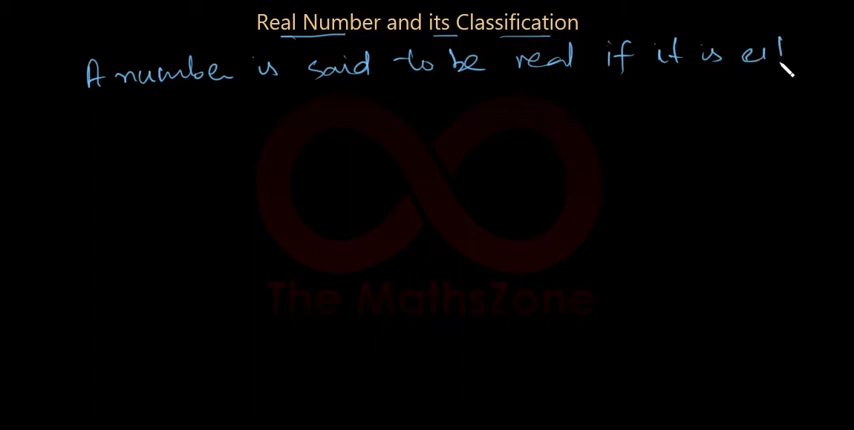 Real Number and its Classification
A number is said to be real if it is
The MathsZone